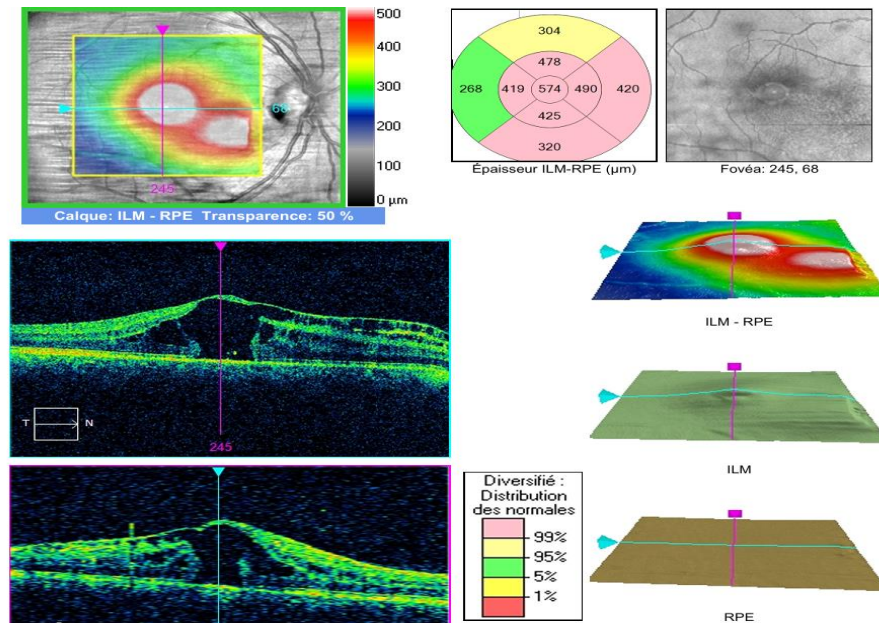 500
µm
400
300
200
100
0 µm
68
245
Calque: ILM - RPE Transparence: 50 %
304
478
268
419
574
490
420
425
320
Épaisseur ILM-RPE (µm)
Fovéa: 245, 68
ILM - RPE
T
N
245
ILM
Diversifié :
Distribution
des normales
99%
95%
5%
1%
RPE